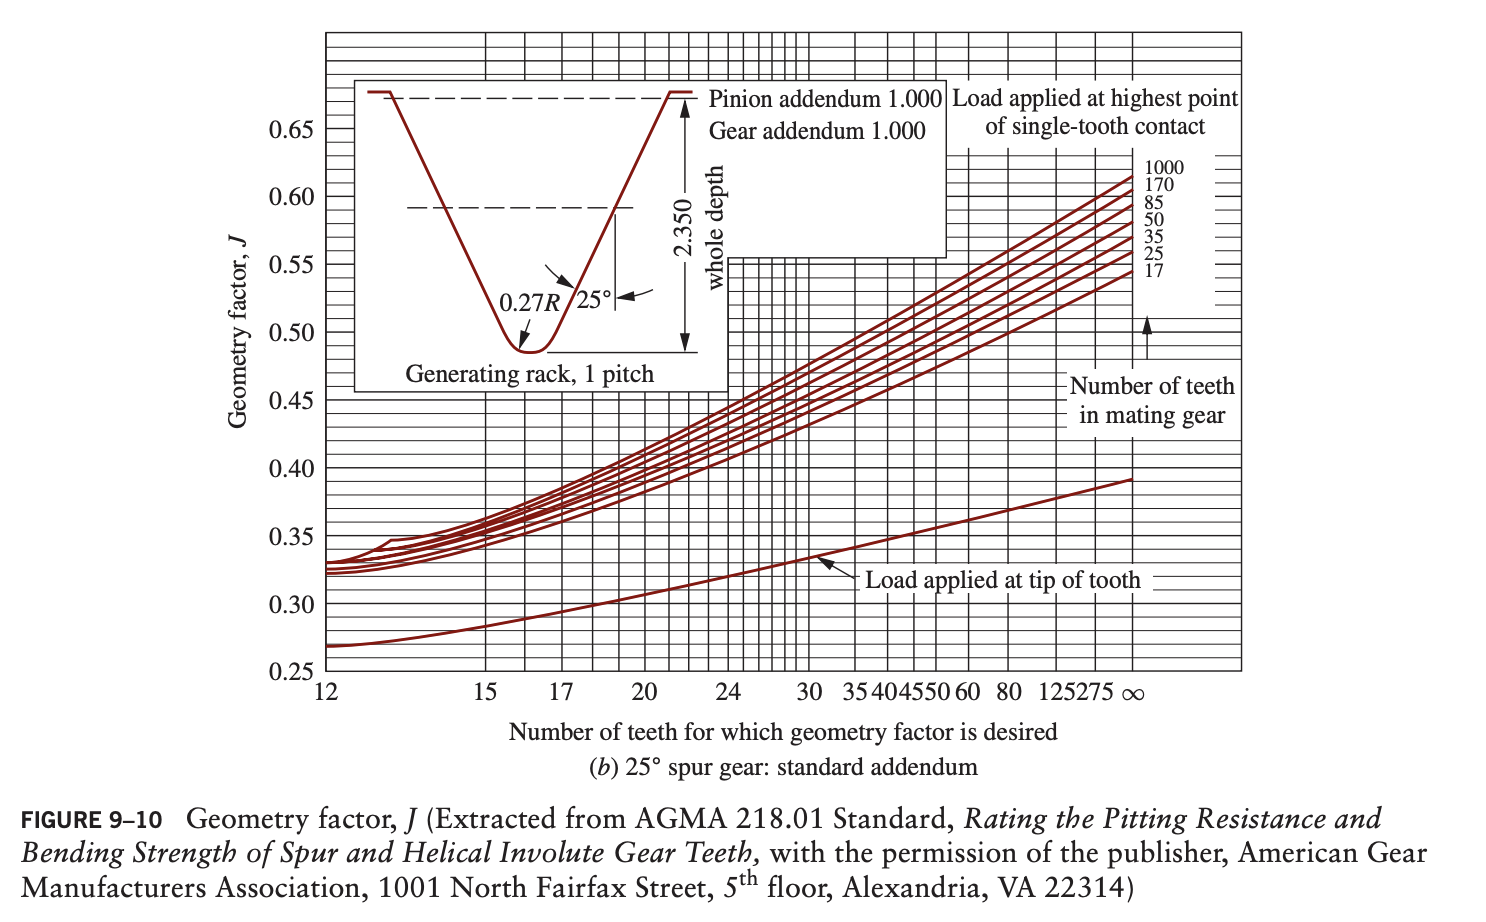 Pinion addendum 1.000
Gear addendum 1.000
Load applied at highest point
of single-tooth contact
0.65
0.60
0.55
0.50
0.45
0.40
0.35
0.30
0.25
Geometry factor, J
2.350
whole depth
0.27R
25°
Generating rack, 1 pitch
1000
170
85
50
35
25
17
Number of teeth
in mating gear
Load applied at tip of tooth
12 15 17 20 24 30 35 40 45 50 60 80 125 275 ∞
Number of teeth for which geometry factor is desired
(b) 25° spur gear: standard addendum
FIGURE 9–10 Geometry factor, J (Extracted from AGMA 218.01 Standard, Rating the Pitting Resistance and
Bending Strength of Spur and Helical Involute Gear Teeth, with the permission of the publisher, American Gear
Manufacturers Association, 1001 North Fairfax Street, 5th floor, Alexandria, VA 22314)